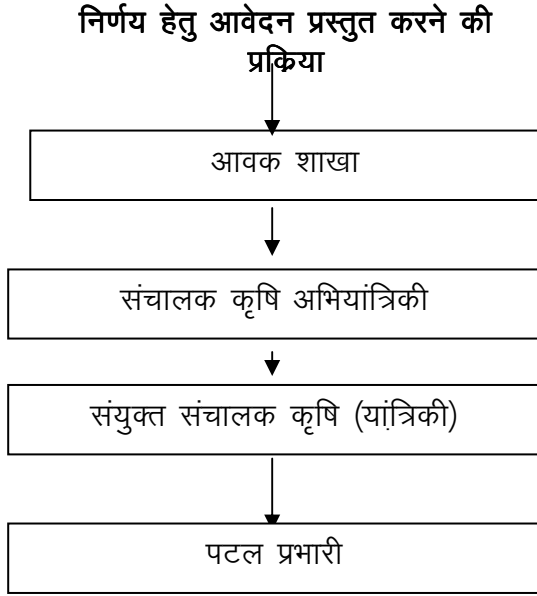 निर्णय हेतु आवेदन प्रस्तुत करने की
प्रक्रिया
आवक शाखा
संचालक कृषि अभियांत्रिकी
संयुक्त संचालक कृषि (यांत्रिकी)
पटल प्रभारी